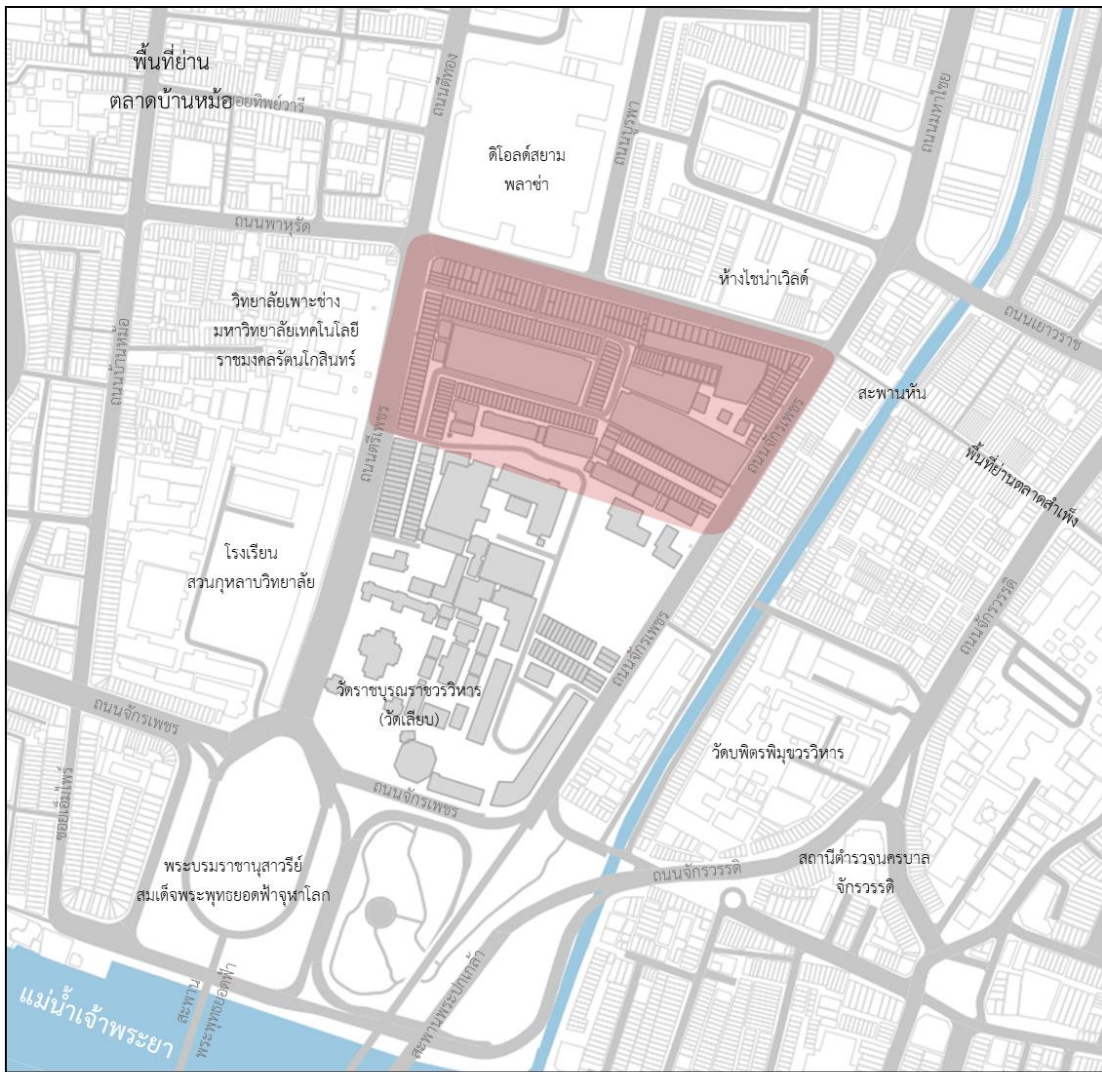 พื้นที่ย่าน
ตลาดบ้านหม้อ
ซอยทิพย์วารี
ถนนตีทอง
ดิโอลด์สยาม
พลาซ่า
ถนนบูรพา
ถนนมหาไชย
ถนนพาหุรัด
ห้างไชน่าเวิลด์
ถนนเยาวราช
วิทยาลัยเพาะช่าง
มหาวิทยาลัยเทคโนโลยี
ราชมงคลรัตนโกสินทร์
ถนนบ้านหม้อ
สะพานหัน
ถนนตรีเพชร
ถนนจักรเพชร
พื้นที่ย่านตลาดสำเพ็ง
โรงเรียน
สวนกุหลาบวิทยาลัย
ถนนจักรวรรดิ
ถนนจักรเพชร
วัดราชบุรณราชวรวิหาร
(วัดเลียบ)
ถนนจักรเพชร
วัดบพิตรพิมุขวรวิหาร
ถนนจักรเพชร
ซอยเอ็มไพร์
พระบรมราชานุสาวรีย์
สมเด็จพระพุทธยอดฟ้าจุฬาโลก
ถนนจักรวรรดิ
สถานีตำรวจนครบาล
จักรวรรดิ
แม่น้ำเจ้าพระยา
สะพาน
พระพุทธยอดฟ้า
สะพานพระปกเกล้า